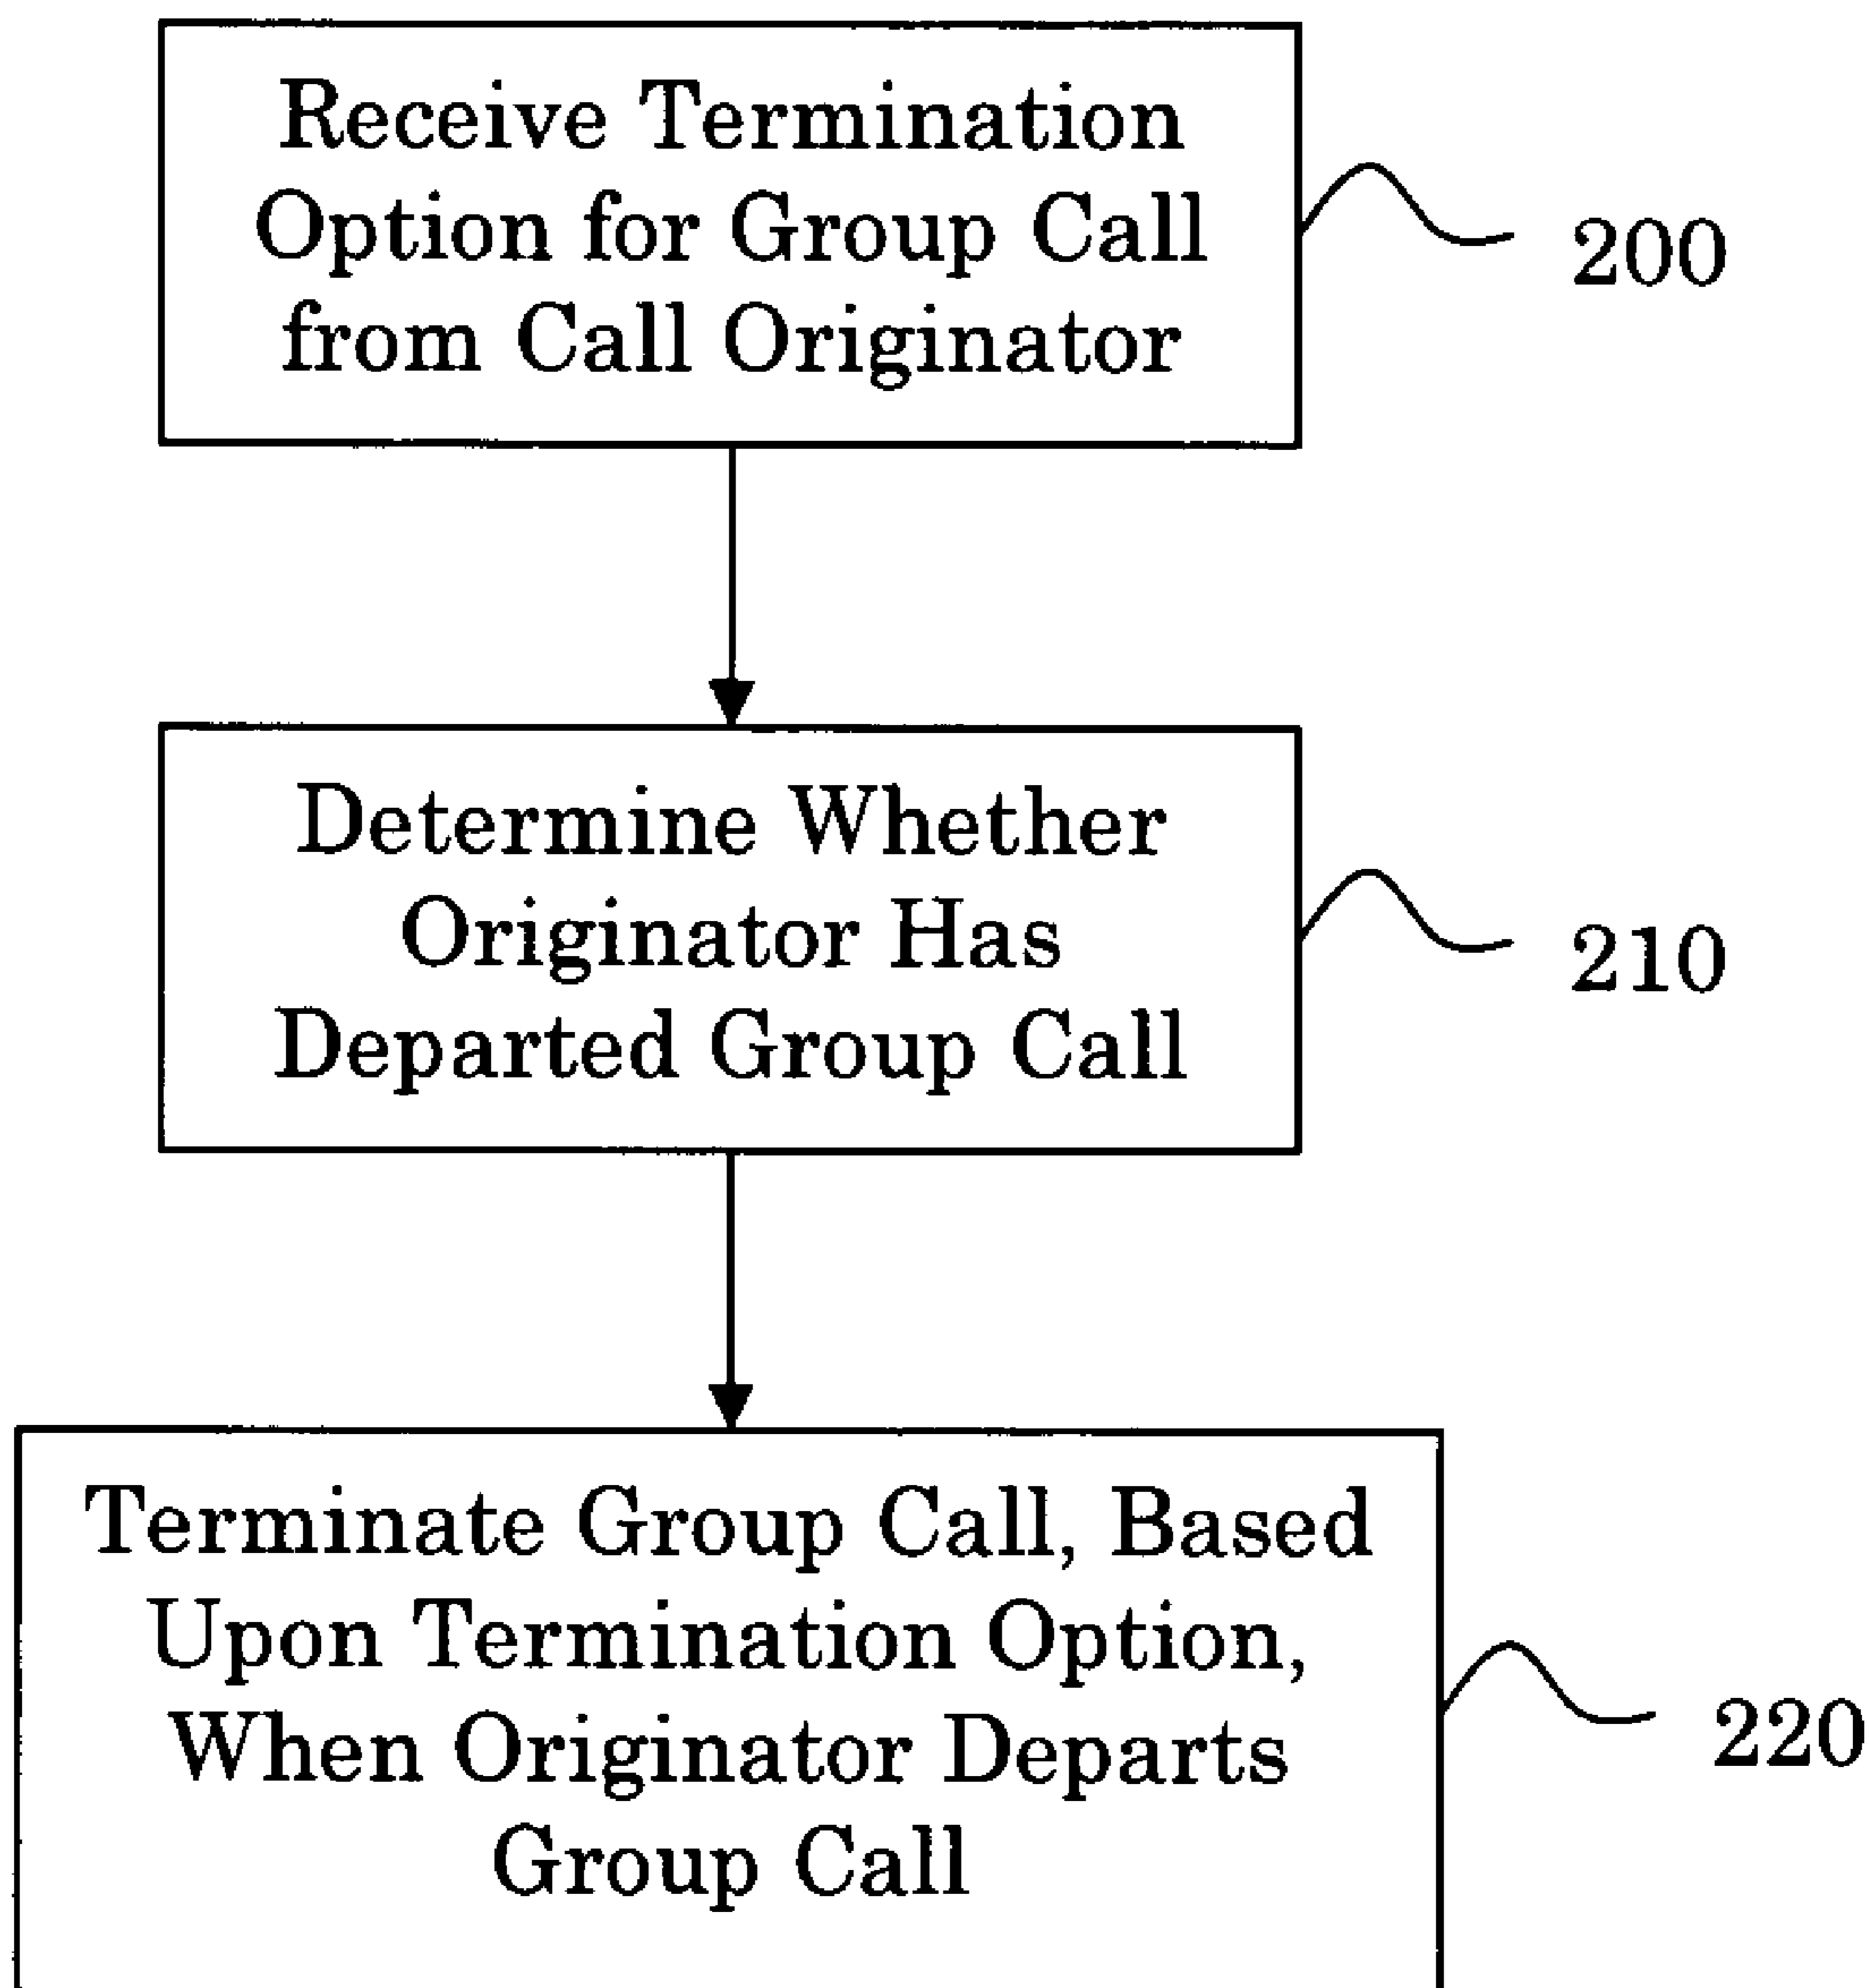 Receive Termination
Option for Group Call
from Call Originator
200
Determine Whether
Originator Has
Departed Group Call
210
Terminate Group Call, Based
Upon Termination Option,
When Originator Departs
Group Call
220